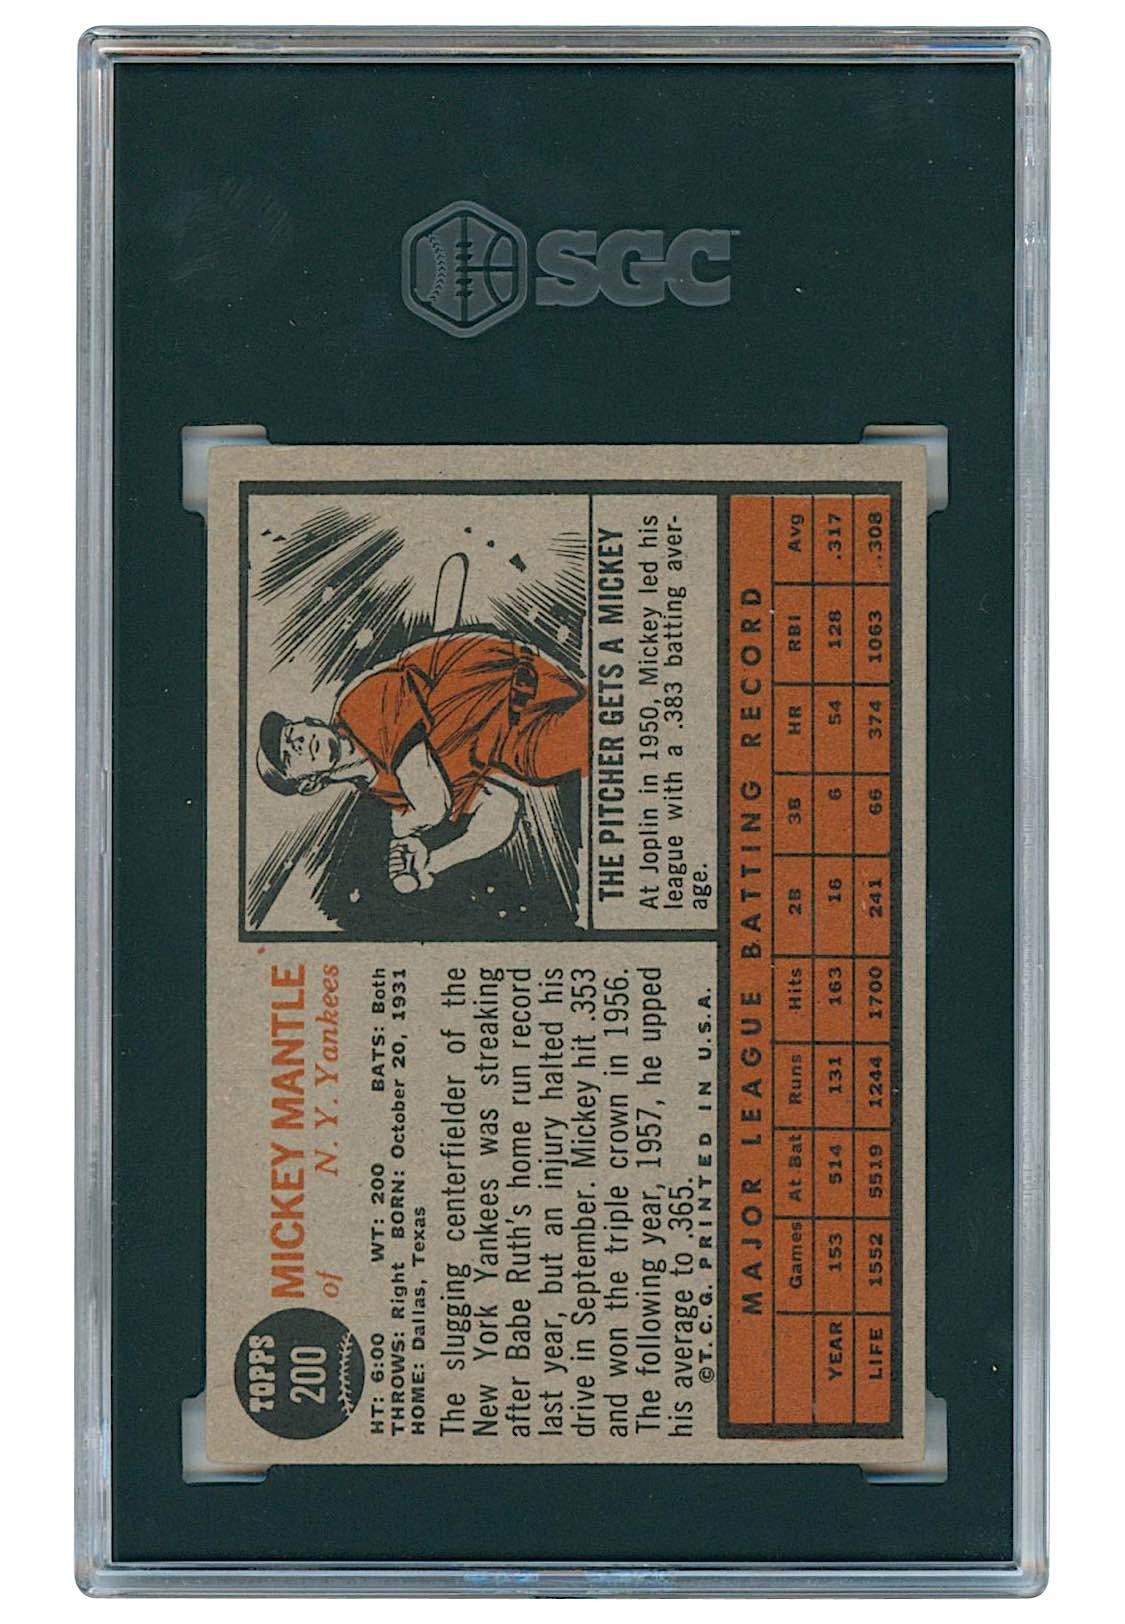 SGC
TOPPS
200
MICKEY MANTLE
of N. Y. Yankees
HT: 6:00 WT: 200 BATS: Both
THROWS: Right BORN: October 20, 1931
HOME: Dallas, Texas
The slugging centerfielder of the
New York Yankees was streaking
after Babe Ruth's home run record
last year, but an injury halted his
drive in September. Mickey hit .353
and won the triple crown in 1956.
The following year, 1957, he upped
his average to .365.
©T.C.G. PRINTED IN U.S.A.
THE PITCHER GETS A MICKEY
At Joplin in 1950, Mickey led his
league with a .383 batting aver-
age.
MAJOR LEAGUE BATTING RECORD
Games At Bat Runs Hits 2B 3B HR RBI Avg
YEAR 153 514 131 163 16 6 54 128 .317
LIFE 1552 5519 1244 1700 241 66 374 1063 .308